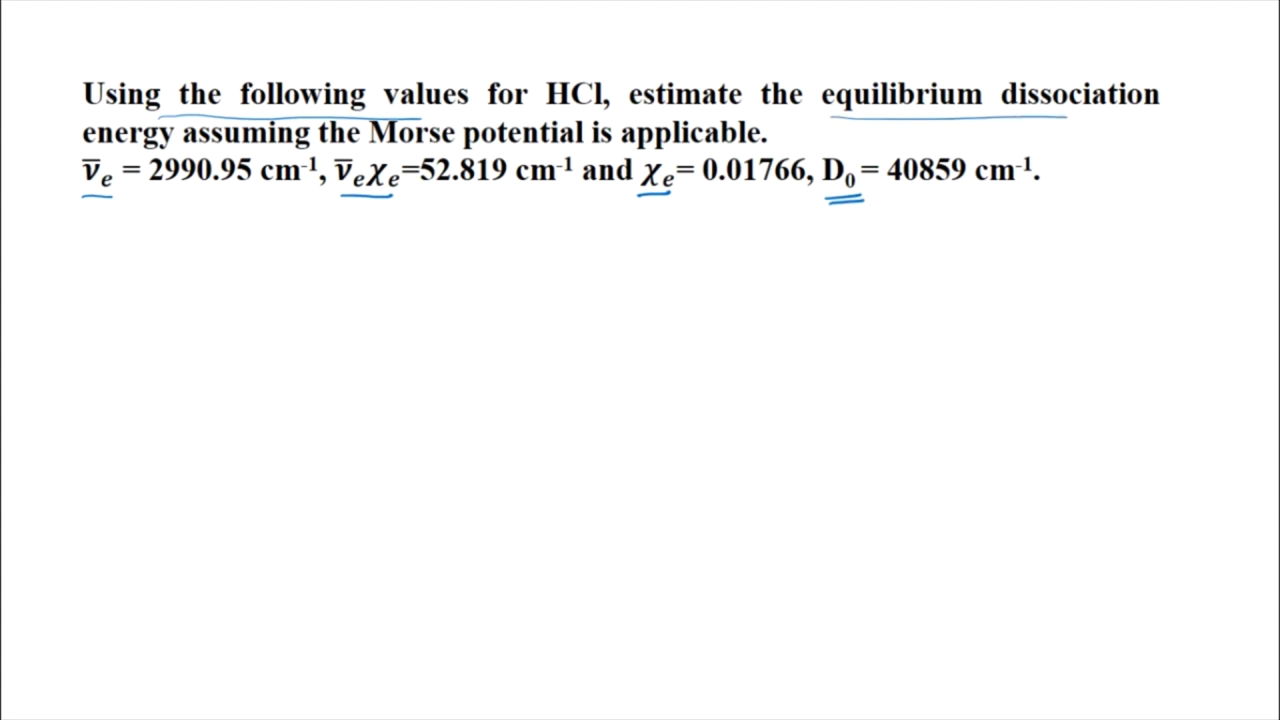 Using the following values for HCl, estimate the equilibrium dissociation
energy assuming the Morse potential is applicable.
ν̅ₑ = 2990.95 cm⁻¹, ν̅ₑχₑ=52.819 cm⁻¹ and χₑ= 0.01766, D₀= 40859 cm⁻¹.